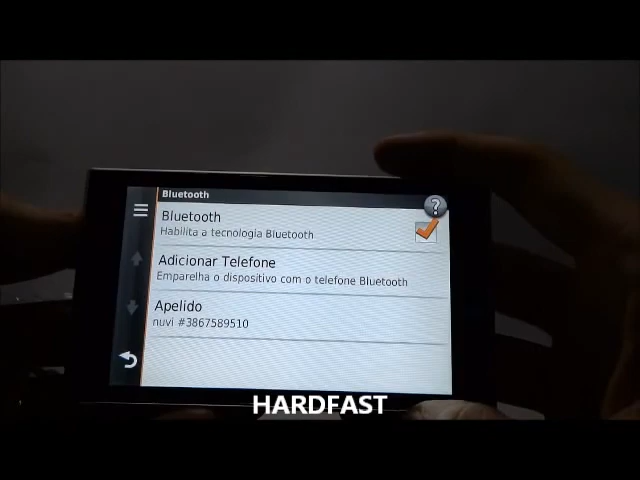 Bluetooth
?
Bluetooth
Habilita a tecnologia Bluetooth
Adicionar Telefone
Emparelha o dispositivo com o telefone Bluetooth
Apelido
nuvi #3867589510
HARDFAST